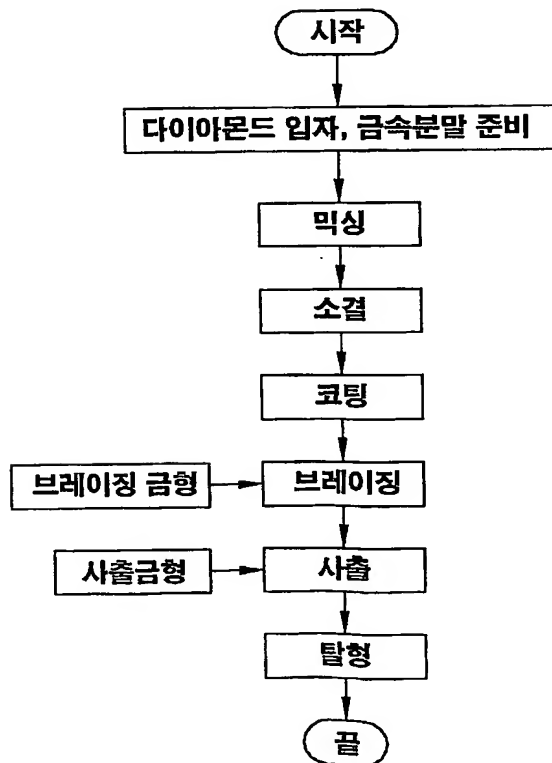 시작
다이아몬드 입자, 금속분말 준비
믹싱
소결
코팅
브레이징 금형
브레이징
사출금형
사출
탈형
끝